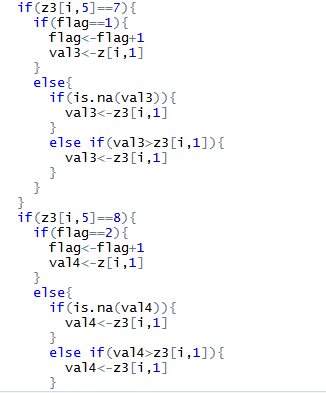 if(z3[i,5]==7){
if(flag==1){
flag<-flag+1
val3<-z[i,1]
}
else{
if(is.na(val3)){
val3<-z3[i,1]
}
else if(val3>z3[i,1]){
val3<-z3[i,1]
}
}
}
if(z3[i,5]==8){
if(flag==2){
flag<-flag+1
val4<-z[i,1]
}
else{
if(is.na(val4)){
val4<-z3[i,1]
}
else if(val4>z3[i,1]){
val4<-z3[i,1]
}